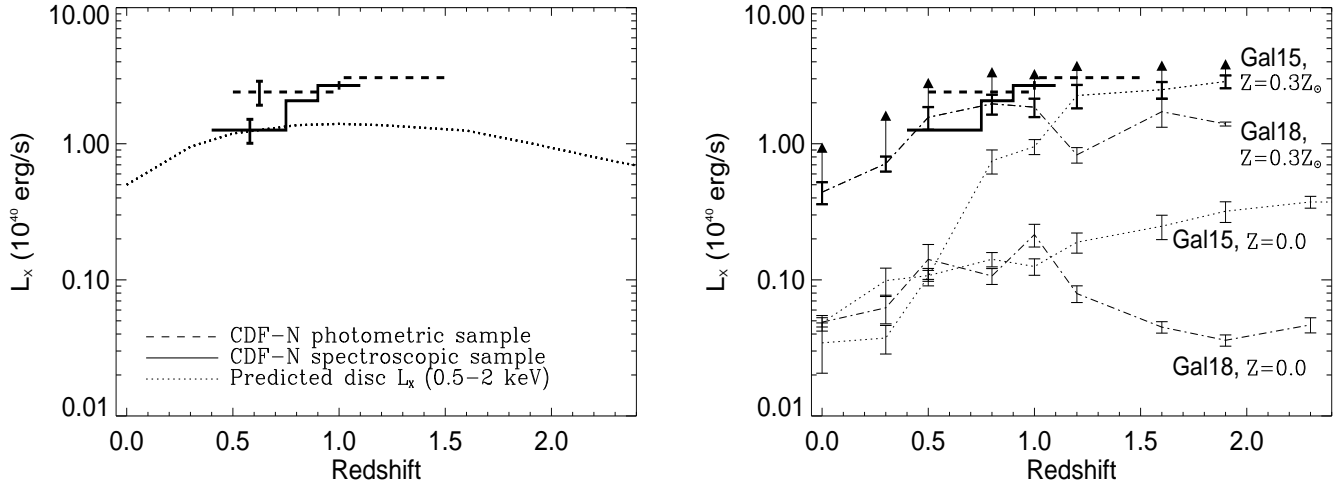 10.00
1.00
0.10
0.01
Lx (10^40 erg/s)
CDF-N photometric sample
CDF-N spectroscopic sample
Predicted disc Lx (0.5-2 keV)
0.0 0.5 1.0 1.5 2.0
Redshift
10.00
1.00
0.10
0.01
Lx (10^40 erg/s)
Gal15,
Z=0.3Z⊙
Gal18,
Z=0.3Z⊙
Gal15, Z=0.0
Gal18, Z=0.0
0.0 0.5 1.0 1.5 2.0
Redshift